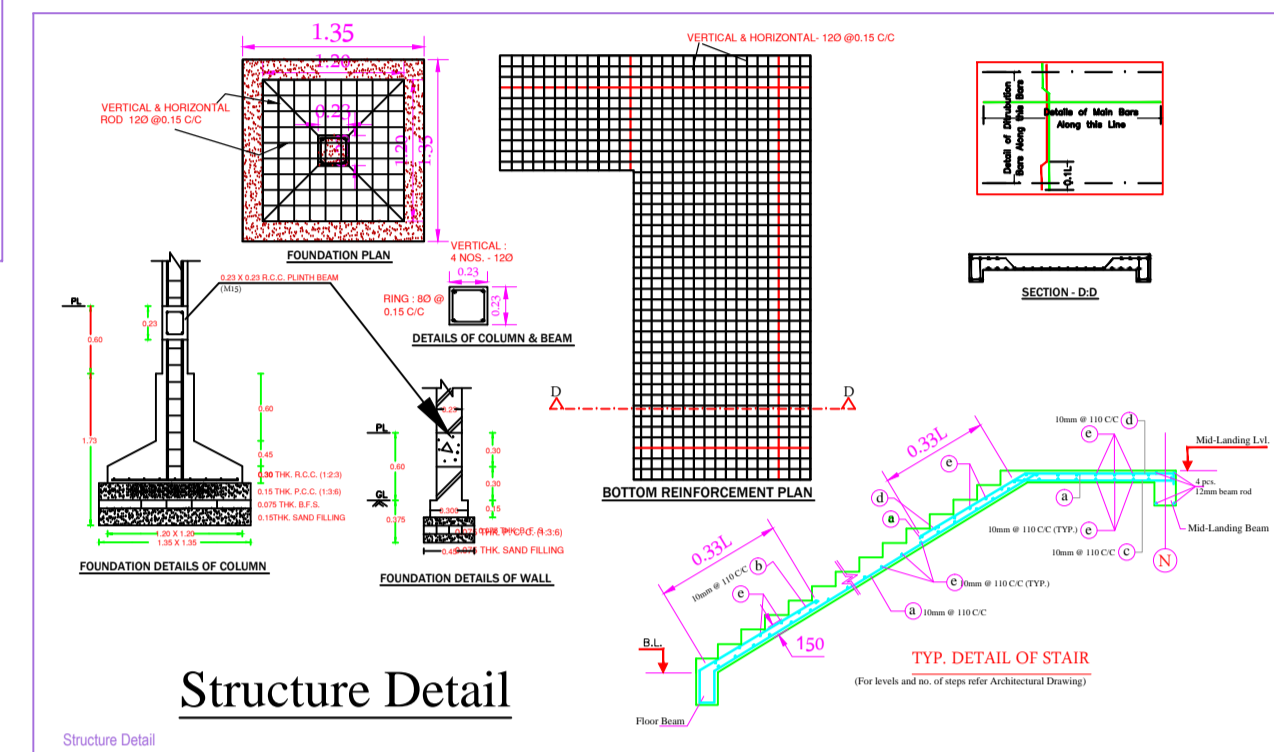 1.35
1.20
0.23
1.20
1.35
VERTICAL & HORIZONTAL
ROD 12Ø @0.15 C/C
FOUNDATION PLAN
VERTICAL & HORIZONTAL- 12Ø @0.15 C/C
Detail of Ditrubution
Bars Along this Bars
Details of Main Bars
Along this Line
0.1L
SECTION - D:D
VERTICAL :
4 NOS. - 12Ø
0.23
0.23
RING : 8Ø @
0.15 C/C
DETAILS OF COLUMN & BEAM
0.23 X 0.23 R.C.C. PLINTH BEAM
(M15)
PL
0.23
0.60
1.73
0.60
0.45
0.30 THK. R.C.C. (1:2:3)
0.15 THK. P.C.C. (1:3:6)
0.075 THK. B.F.S.
0.15THK. SAND FILLING
1.20 X 1.20
1.35 X 1.35
FOUNDATION DETAILS OF COLUMN
0.23
PL
0.60
GL
0.375
0.30
0.30
0.15
0.300
0.45
THK. SAND FILLING
FOUNDATION DETAILS OF WALL
D
D
BOTTOM REINFORCEMENT PLAN
10mm @ 110 C/C d
e
Mid-Landing Lvl.
0.33L
e
4 pcs.
12mm beam rod
d
a
a
10mm @ 110 C/C (TYP.) e
Mid-Landing Beam
10mm @ 110 C/C c
N
0.33L
10mm @ 110 C/C b
e
e 10mm @ 110 C/C (TYP.)
a 10mm @ 110 C/C
150
B.L.
Floor Beam
TYP. DETAIL OF STAIR
(For levels and no. of steps refer Architectural Drawing)
Structure Detail
Structure Detail